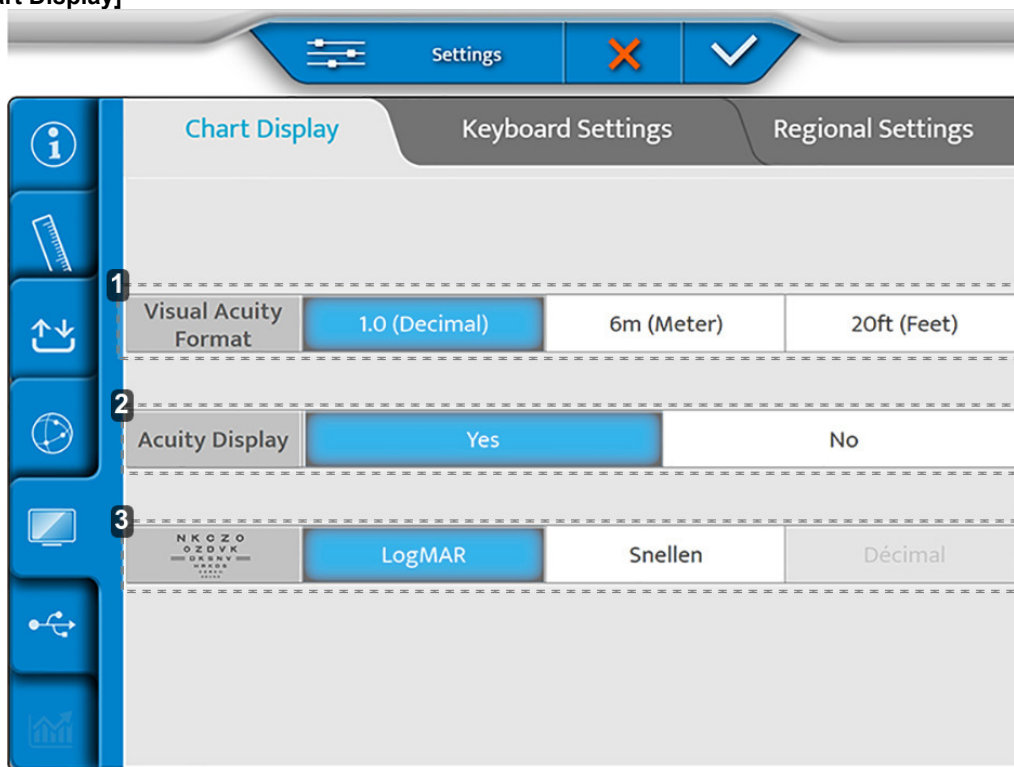 art Display]
Settings
Chart Display Keyboard Settings Regional Settings
1
Visual Acuity
Format
1.0 (Decimal) 6m (Meter) 20ft (Feet)
2
Acuity Display Yes No
3
N K C Z O
O Z D V K
D K S N V
H R K O S
LogMAR Snellen Décimal